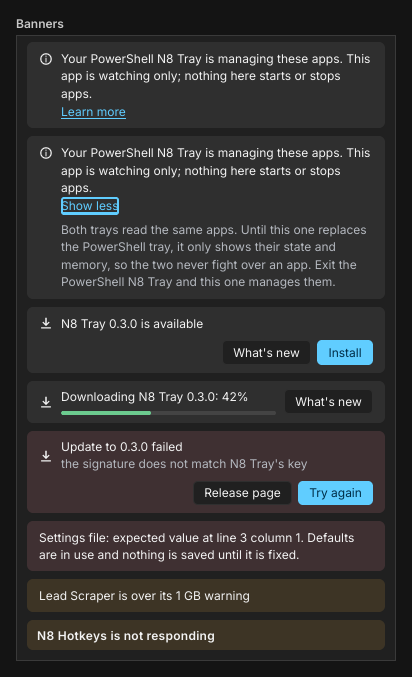 Banners
Your PowerShell N8 Tray is managing these apps. This
app is watching only; nothing here starts or stops
apps.
Learn more
Your PowerShell N8 Tray is managing these apps. This
app is watching only; nothing here starts or stops
apps.
Show less
Both trays read the same apps. Until this one replaces
the PowerShell tray, it only shows their state and
memory, so the two never fight over an app. Exit the
PowerShell N8 Tray and this one manages them.
N8 Tray 0.3.0 is available
What's new Install
Downloading N8 Tray 0.3.0: 42% What's new
Update to 0.3.0 failed
the signature does not match N8 Tray's key
Release page Try again
Settings file: expected value at line 3 column 1. Defaults
are in use and nothing is saved until it is fixed.
Lead Scraper is over its 1 GB warning
N8 Hotkeys is not responding